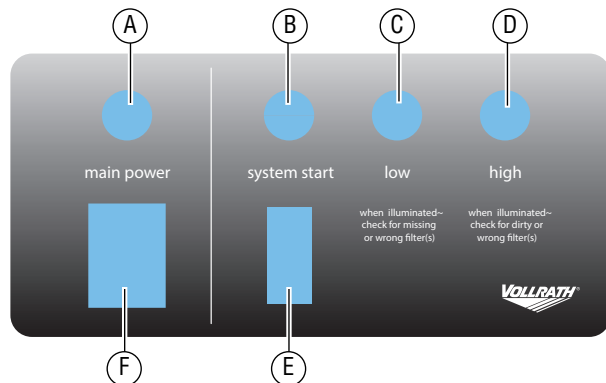 A
B
C
D
main power
system start
low
high
when illuminated~
check for missing
or wrong filter(s)
when illuminated~
check for dirty or
wrong filter(s)
VOLLRATH®
F
E